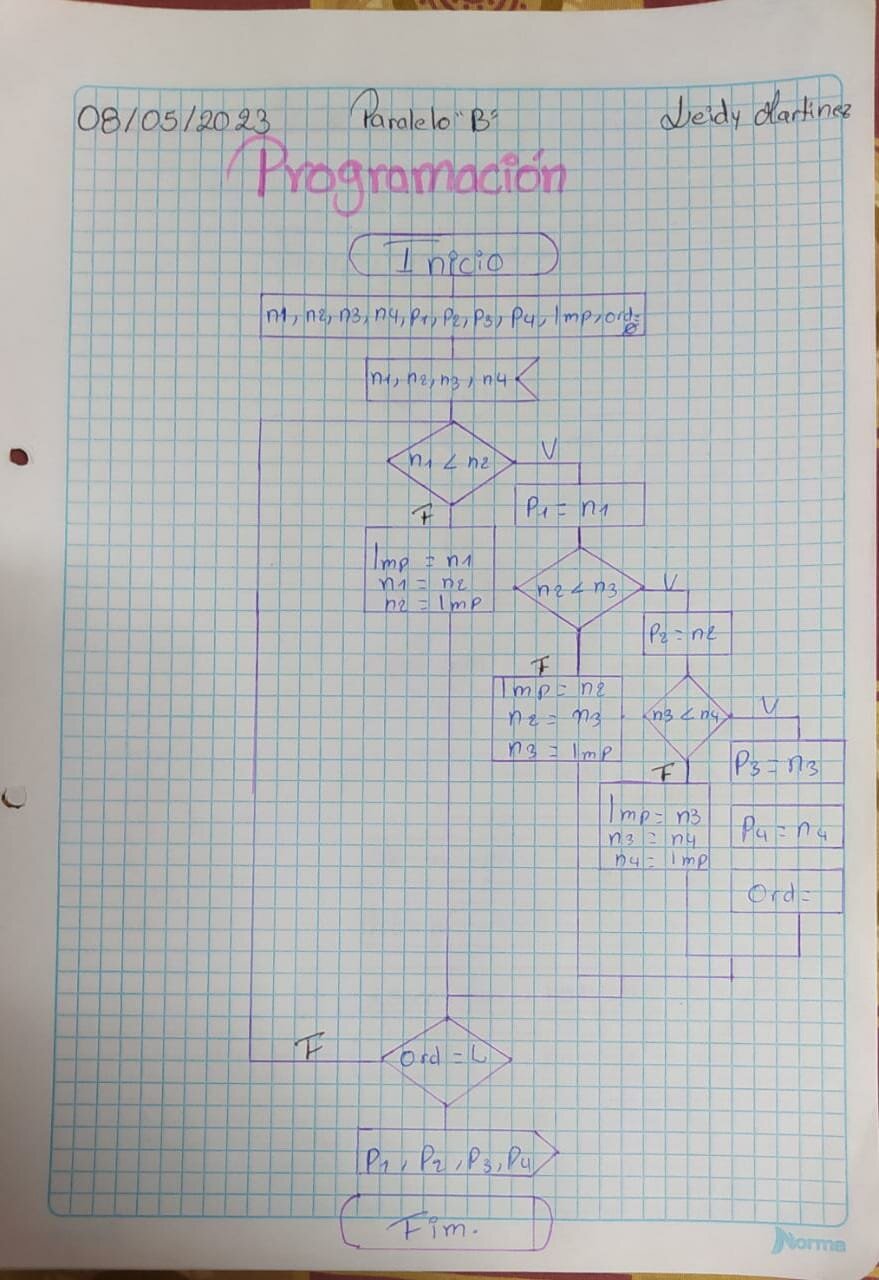 08/05/2023 Paralelo "B" Leidy Martinez
Programación
Inicio
n1, n2, n3, n4, P1, P2, P3, P4, Imp, ord=
n1, n2, n3, n4
n1 < n2
V
F
P1 = n1
Imp = n1
n1 = n2
n2 = Imp
n2 < n3
V
P2 = n2
F
Imp = n2
n2 = n3
n3 = Imp
n3 < n4
V
F
P3 = n3
Imp = n3
n3 = n4
n4 = Imp
P4 = n4
Ord=
F
Ord = L
P1, P2, P3, P4
Fim.
Norma